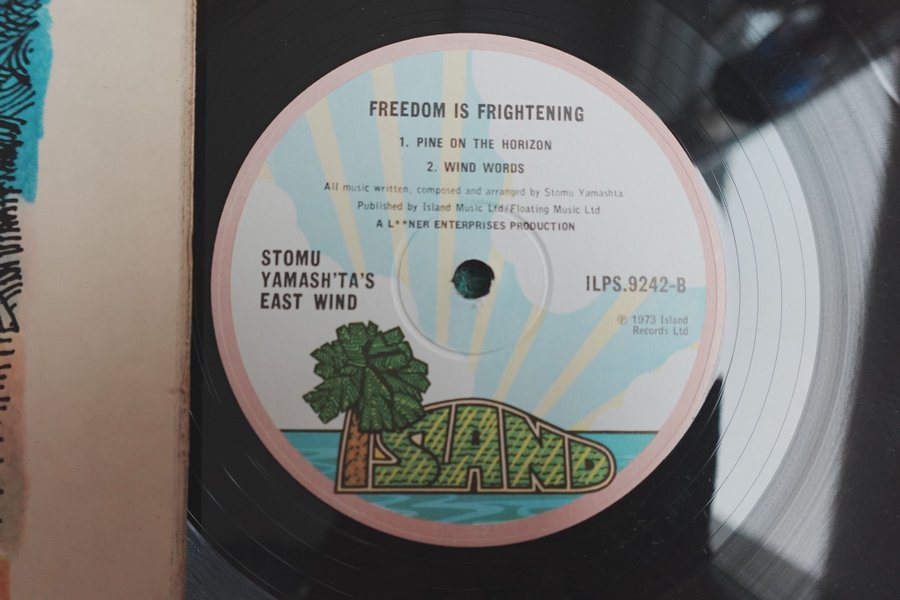 FREEDOM IS FRIGHTENING
1. PINE ON THE HORIZON
2. WIND WORDS
All music written, composed and arranged by Stomu Yamashta
Published by Island Music Ltd/Floating Music Ltd
A L**NER ENTERPRISES PRODUCTION
STOMU
YAMASH'TA'S
EAST WIND
ILPS.9242-B
℗ 1973 Island
Records Ltd
ISLAND